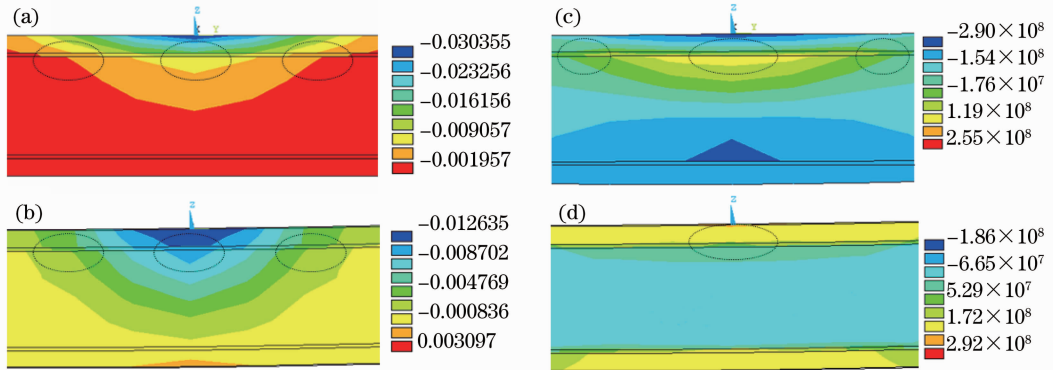 (a)
Z
Y
-0.030355
-0.023256
-0.016156
-0.009057
-0.001957
(b)
Z
-0.012635
-0.008702
-0.004769
-0.000836
0.003097
(c)
Z
Y
-2.90×10⁸
-1.54×10⁸
-1.76×10⁷
1.19×10⁸
2.55×10⁸
(d)
Z
-1.86×10⁸
-6.65×10⁷
5.29×10⁷
1.72×10⁸
2.92×10⁸